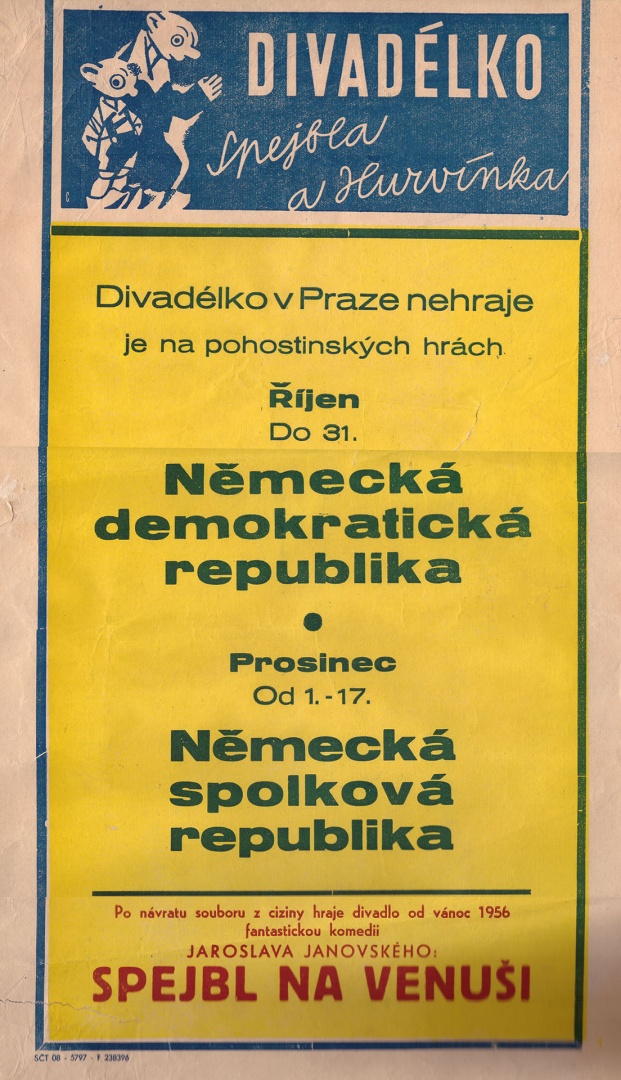 DIVADÉLKO
Spejbla
a Hurvínka
Divadélko v Praze nehraje
je na pohostinských hrách
Říjen
Do 31.
Německá
demokratická
republika
Prosinec
Od 1.-17.
Německá
spolková
republika
Po návratu souboru z ciziny hraje divadlo od vánoc 1956
fantastickou komedii
JAROSLAVA JANOVSKÉHO:
SPEJBL NA VENUŠI
SČT 08 - 5797 - F 238396